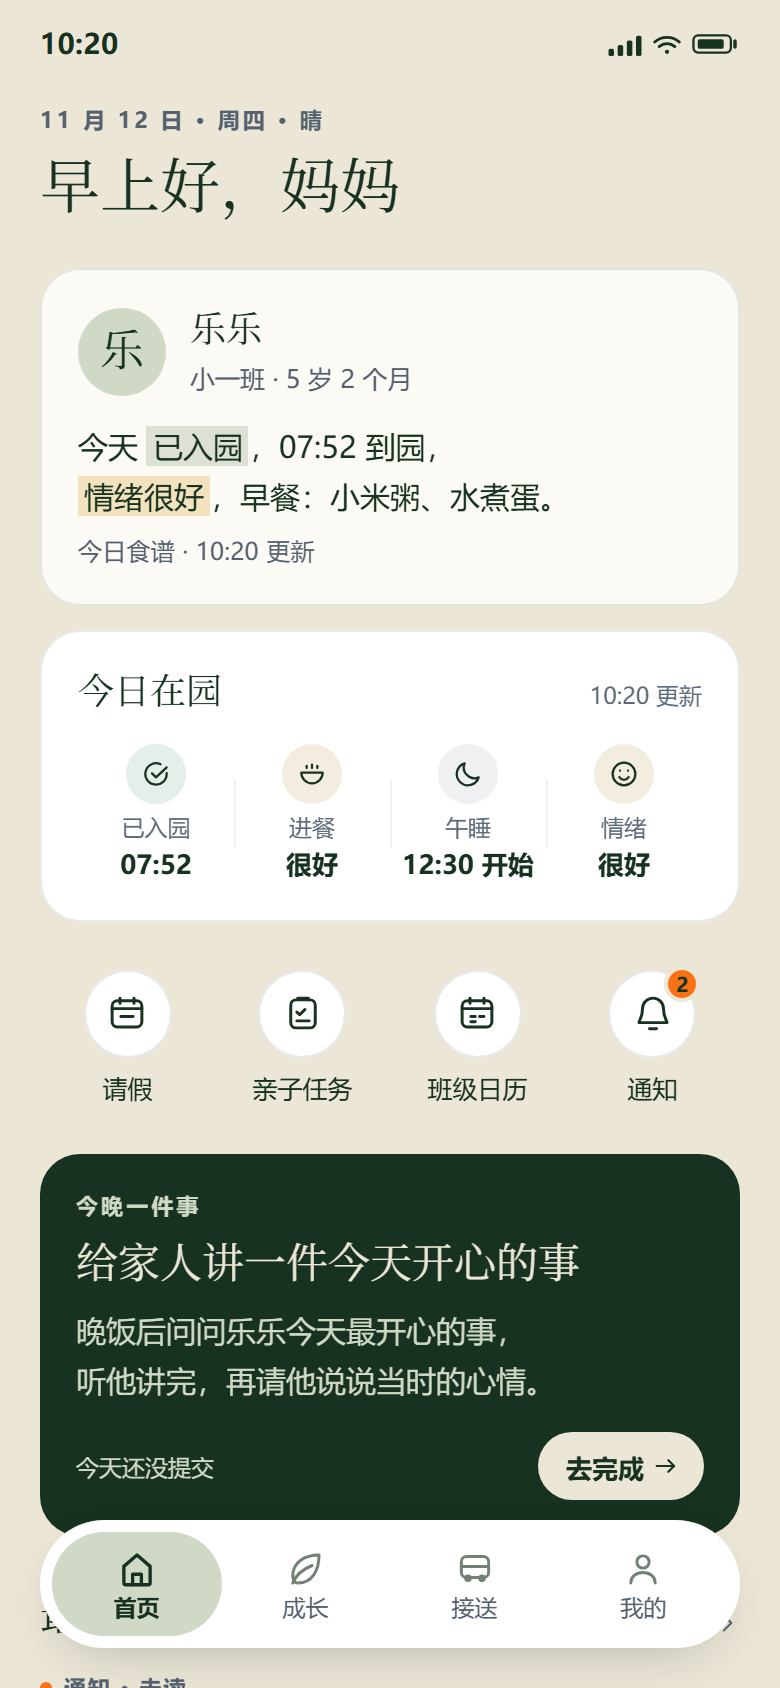 10:20
11 月 12 日 • 周四 • 晴
早上好，妈妈
乐
乐乐
小一班 · 5 岁 2 个月
今天 已入园，07:52 到园，
情绪很好，早餐：小米粥、水煮蛋。
今日食谱 · 10:20 更新
今日在园
10:20 更新
已入园
07:52
进餐
很好
午睡
12:30 开始
情绪
很好
2
请假
亲子任务
班级日历
通知
今晚一件事
给家人讲一件今天开心的事
晚饭后问问乐乐今天最开心的事，
听他讲完，再请他说说当时的心情。
今天还没提交
去完成 →
首页
成长
接送
我的
通知 • 未读